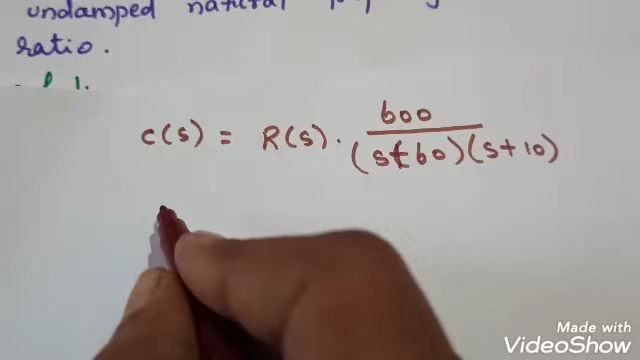 undamped natural
ratio.
C(s) = R(s) . 600 / (s+60)(s+10)
Made with
VideoShow